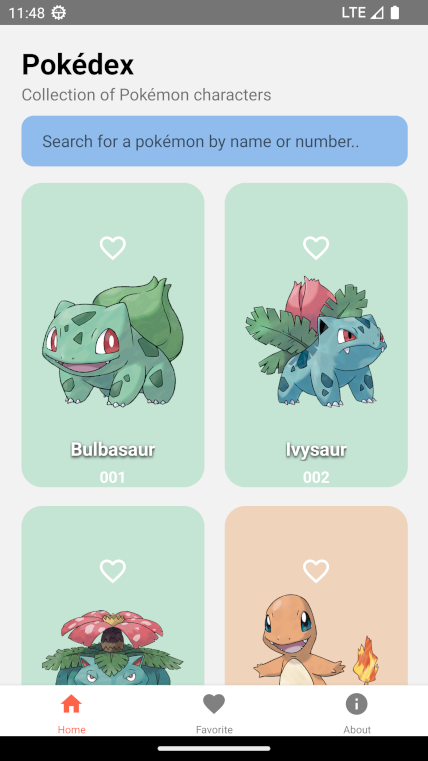 11:48 LTE
Pokédex
Collection of Pokémon characters
Search for a pokémon by name or number..
Bulbasaur Ivysaur
001 002
Home Favorite About